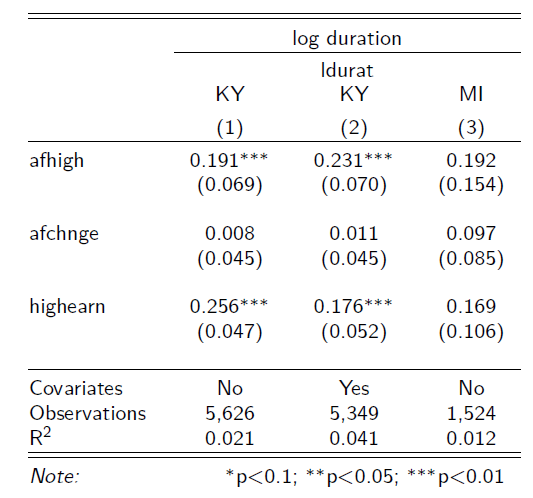 log duration
ldurat
KY KY MI
(1) (2) (3)
afhigh 0.191*** 0.231*** 0.192
(0.069) (0.070) (0.154)
afchnge 0.008 0.011 0.097
(0.045) (0.045) (0.085)
highearn 0.256*** 0.176*** 0.169
(0.047) (0.052) (0.106)
Covariates No Yes No
Observations 5,626 5,349 1,524
R² 0.021 0.041 0.012
Note: *p<0.1; **p<0.05; ***p<0.01